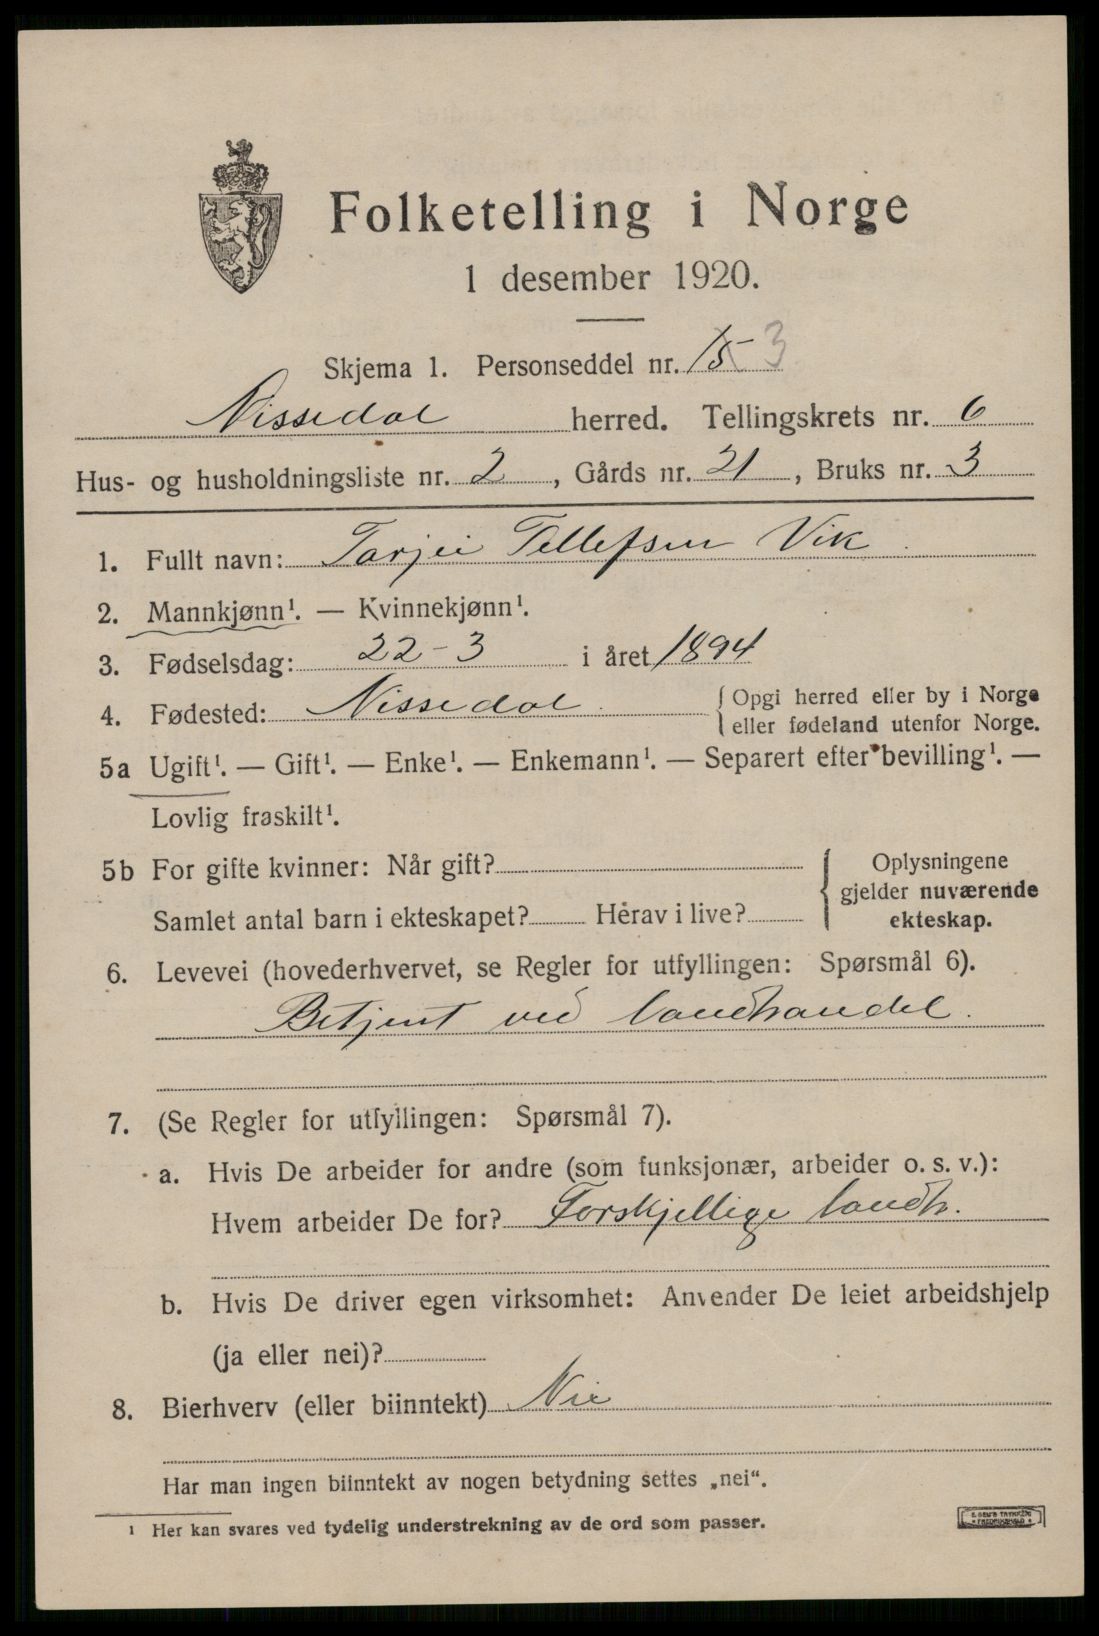 Folketelling i Norge
1 desember 1920.
Skjema 1. Personseddel nr. 15 3
Nissedal herred. Tellingskrets nr. 6
Hus- og husholdningsliste nr. 2, Gårds nr. 21, Bruks nr. 3
1. Fullt navn: Tarjei Tellefsen Vik
2. Mannkjønn¹. — Kvinnekjønn¹.
3. Fødselsdag: 22-3 i året 1894
4. Fødested: Nissedal. { Opgi herred eller by i Norge
eller fødeland utenfor Norge.
5a Ugift¹. — Gift¹. — Enke¹. — Enkemann¹. — Separert efter bevilling¹. —
Lovlig fraskilt¹.
5b For gifte kvinner: Når gift?
Samlet antal barn i ekteskapet? Herav i live?
{ Oplysningene
gjelder nuværende
ekteskap.
6. Levevei (hovederhvervet, se Regler for utfyllingen: Spørsmål 6).
Betjent ved landhandel.
7. (Se Regler for utfyllingen: Spørsmål 7).
a. Hvis De arbeider for andre (som funksjonær, arbeider o. s. v.):
Hvem arbeider De for? Forskjellige landh.
b. Hvis De driver egen virksomhet: Anvender De leiet arbeidshjelp
(ja eller nei)?
8. Bierhverv (eller biinntekt) Nei
Har man ingen biinntekt av nogen betydning settes „nei“.
¹ Her kan svares ved tydelig understrekning av de ord som passer.